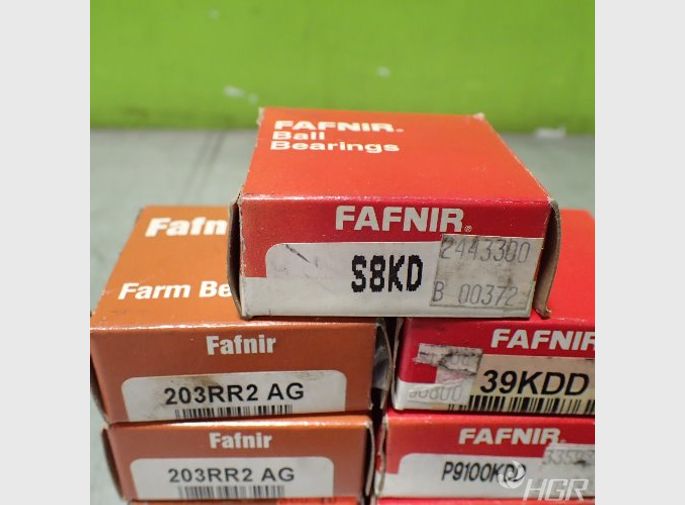 FAFNIR®
Ball
Bearings
FAFNIR®
S8KD
2443300
B 00372
Fafn
Farm Be
Fafnir
203RR2 AG
FAFNIR
39KDD
Fafnir
203RR2 AG
FAFNIR
P9100KDD
HGR